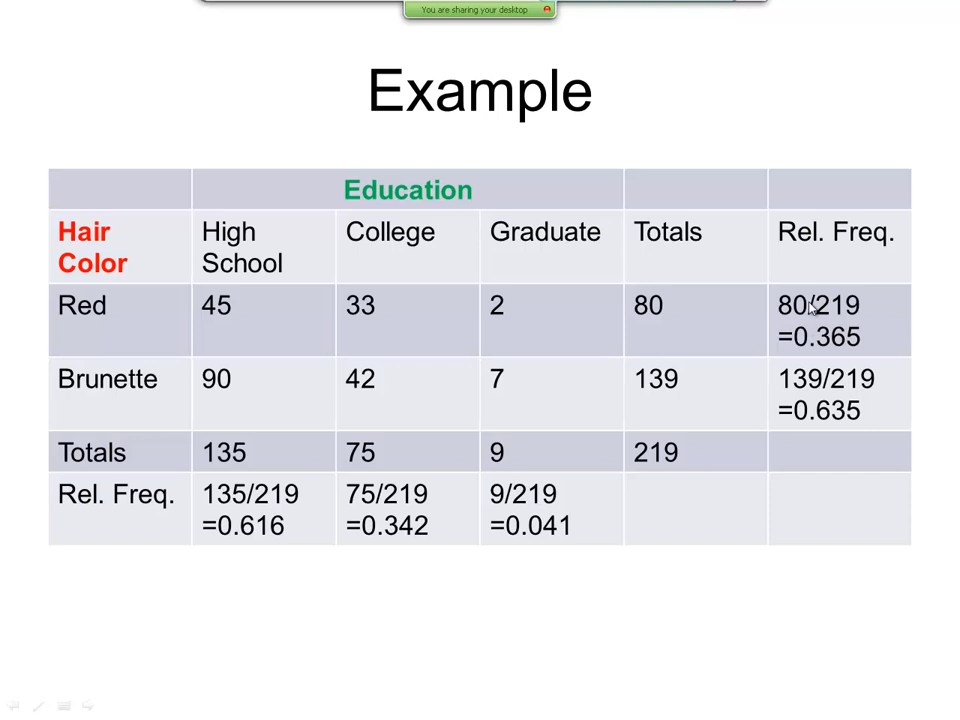 You are sharing your desktop
Example
Education
Hair Color High School College Graduate Totals Rel. Freq.
Red 45 33 2 80 80/219 =0.365
Brunette 90 42 7 139 139/219 =0.635
Totals 135 75 9 219
Rel. Freq. 135/219 =0.616 75/219 =0.342 9/219 =0.041